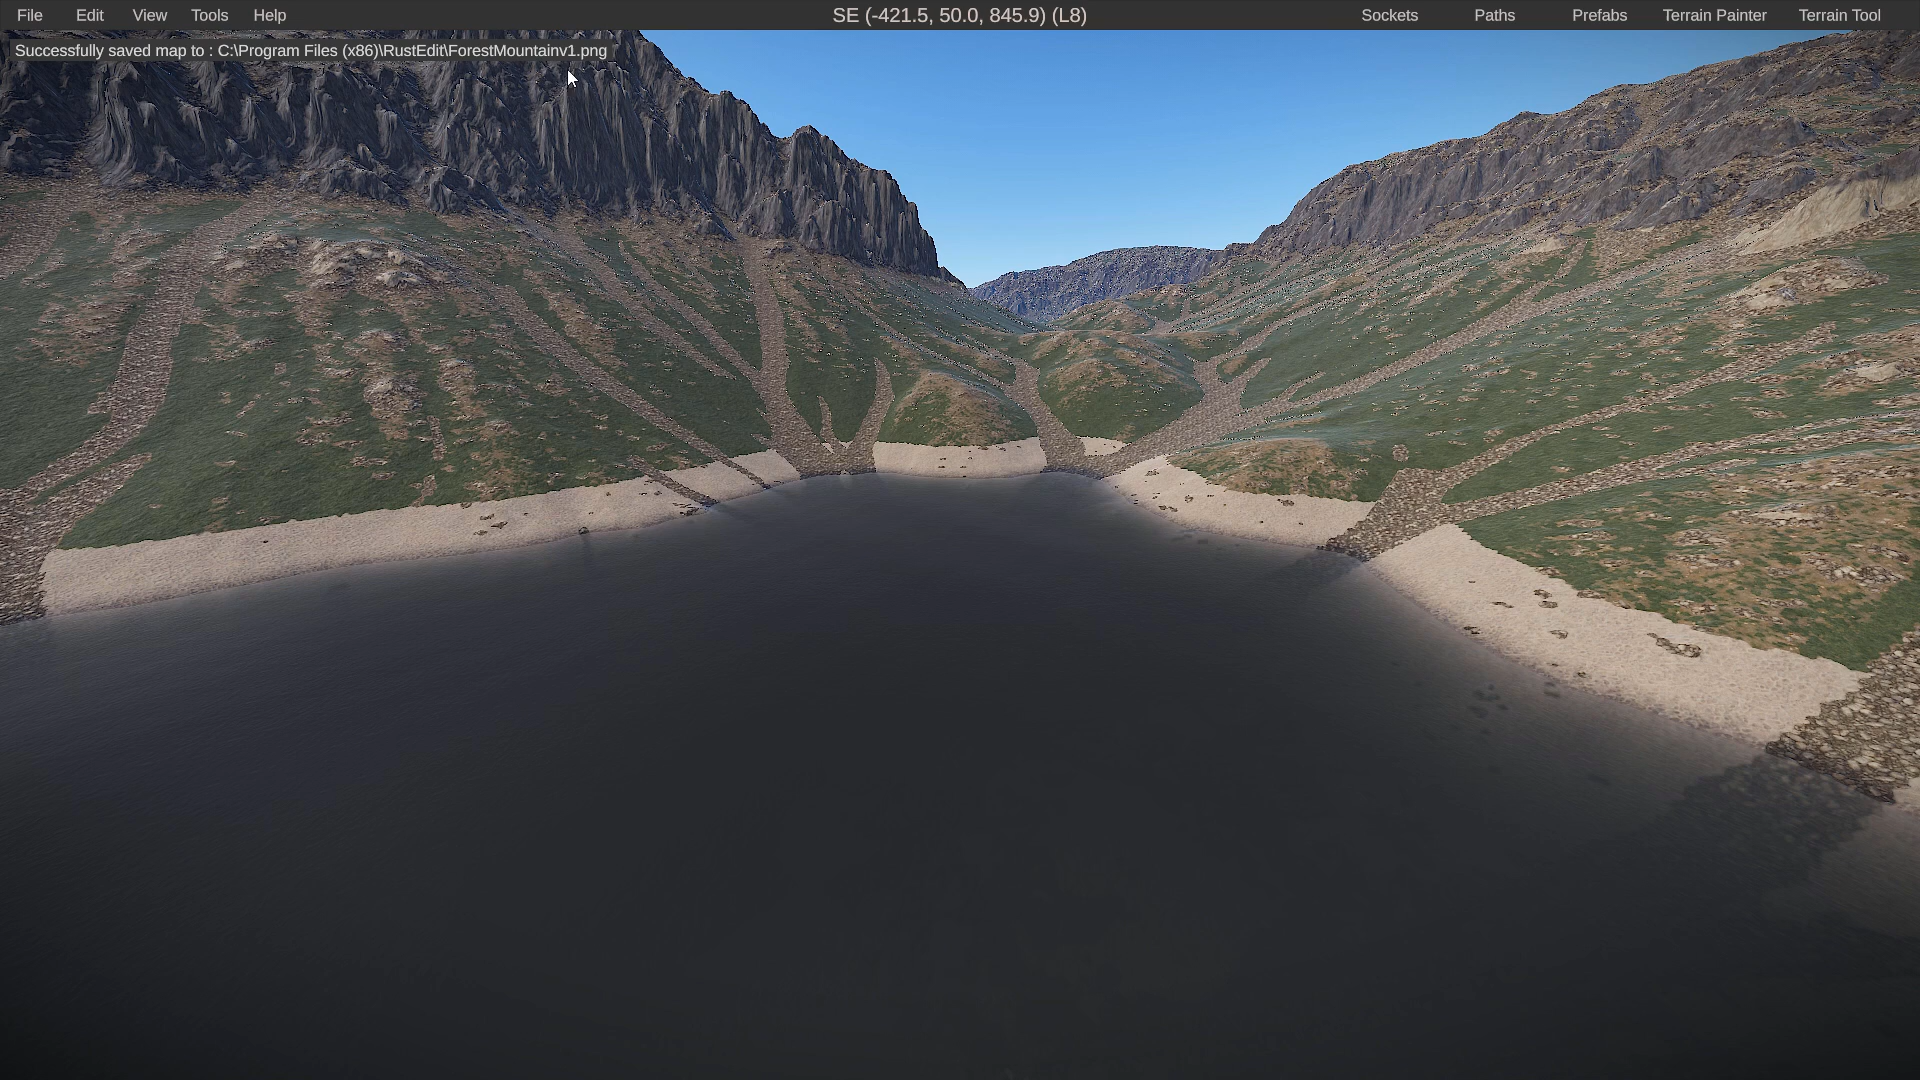 File Edit View Tools Help SE (-421.5, 50.0, 845.9) (L8) Sockets Paths Prefabs Terrain Painter Terrain Tool
Successfully saved map to : C:\Program Files (x86)\RustEdit\ForestMountainv1.png